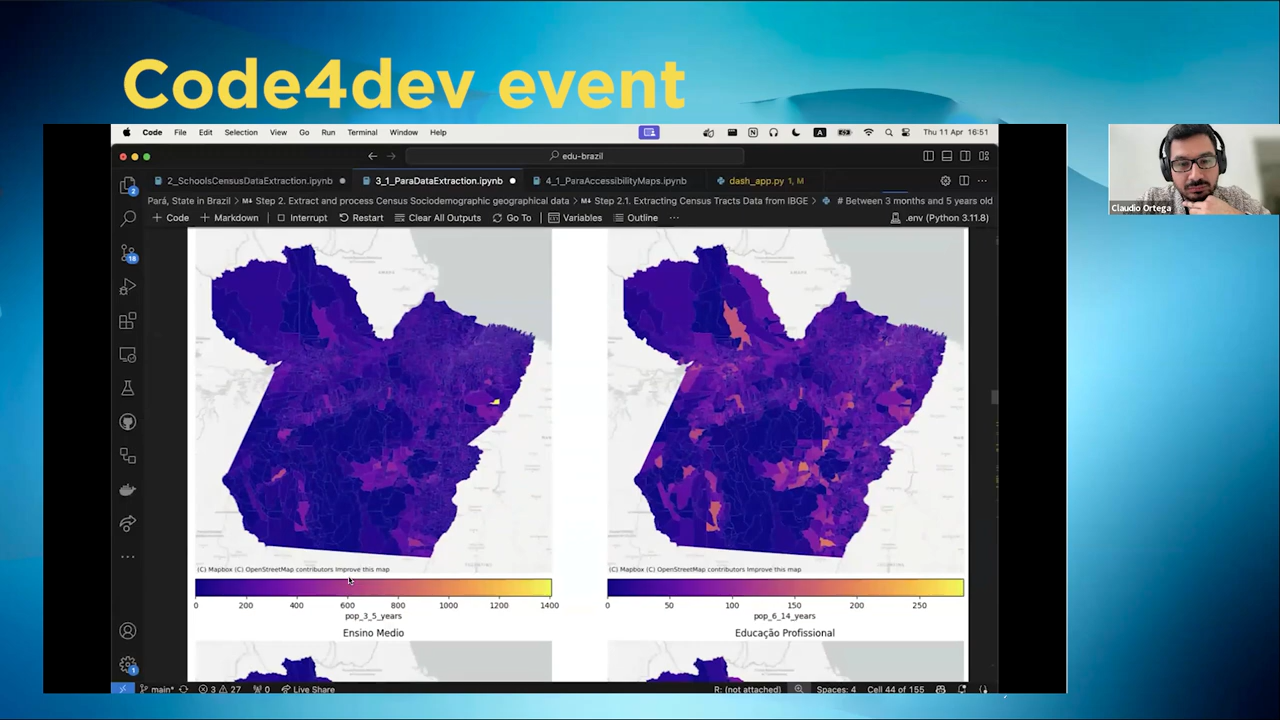 Code4dev event
Code File Edit Selection View Go Run Terminal Window Help
A
Thu 11 Apr 16:51
edu-brazil
2_SchoolsCensusDataExtraction.ipynb
3_1_ParaDataExtraction.ipynb
4_1_ParaAccessibilityMaps.ipynb
dash_app.py 1, M
Pará, State in Brazil > Step 2. Extract and process Census Sociodemographic geographical data > Step 2.1. Extracting Census Tracts Data from IBGE > # Between 3 months and 5 years old
+ Code + Markdown Interrupt Restart Clear All Outputs Go To Variables Outline ...
.env (Python 3.11.8)
2
18
1
(C) Mapbox (C) OpenStreetMap contributors Improve this map
0 200 400 600 800 1000 1200 1400
pop_3_5_years
(C) Mapbox (C) OpenStreetMap contributors Improve this map
0 50 100 150 200 250
pop_6_14_years
Ensino Medio
Educação Profissional
main* 3 27 0 Live Share
R: (not attached) Spaces: 4 Cell 44 of 155
Claudio Ortega